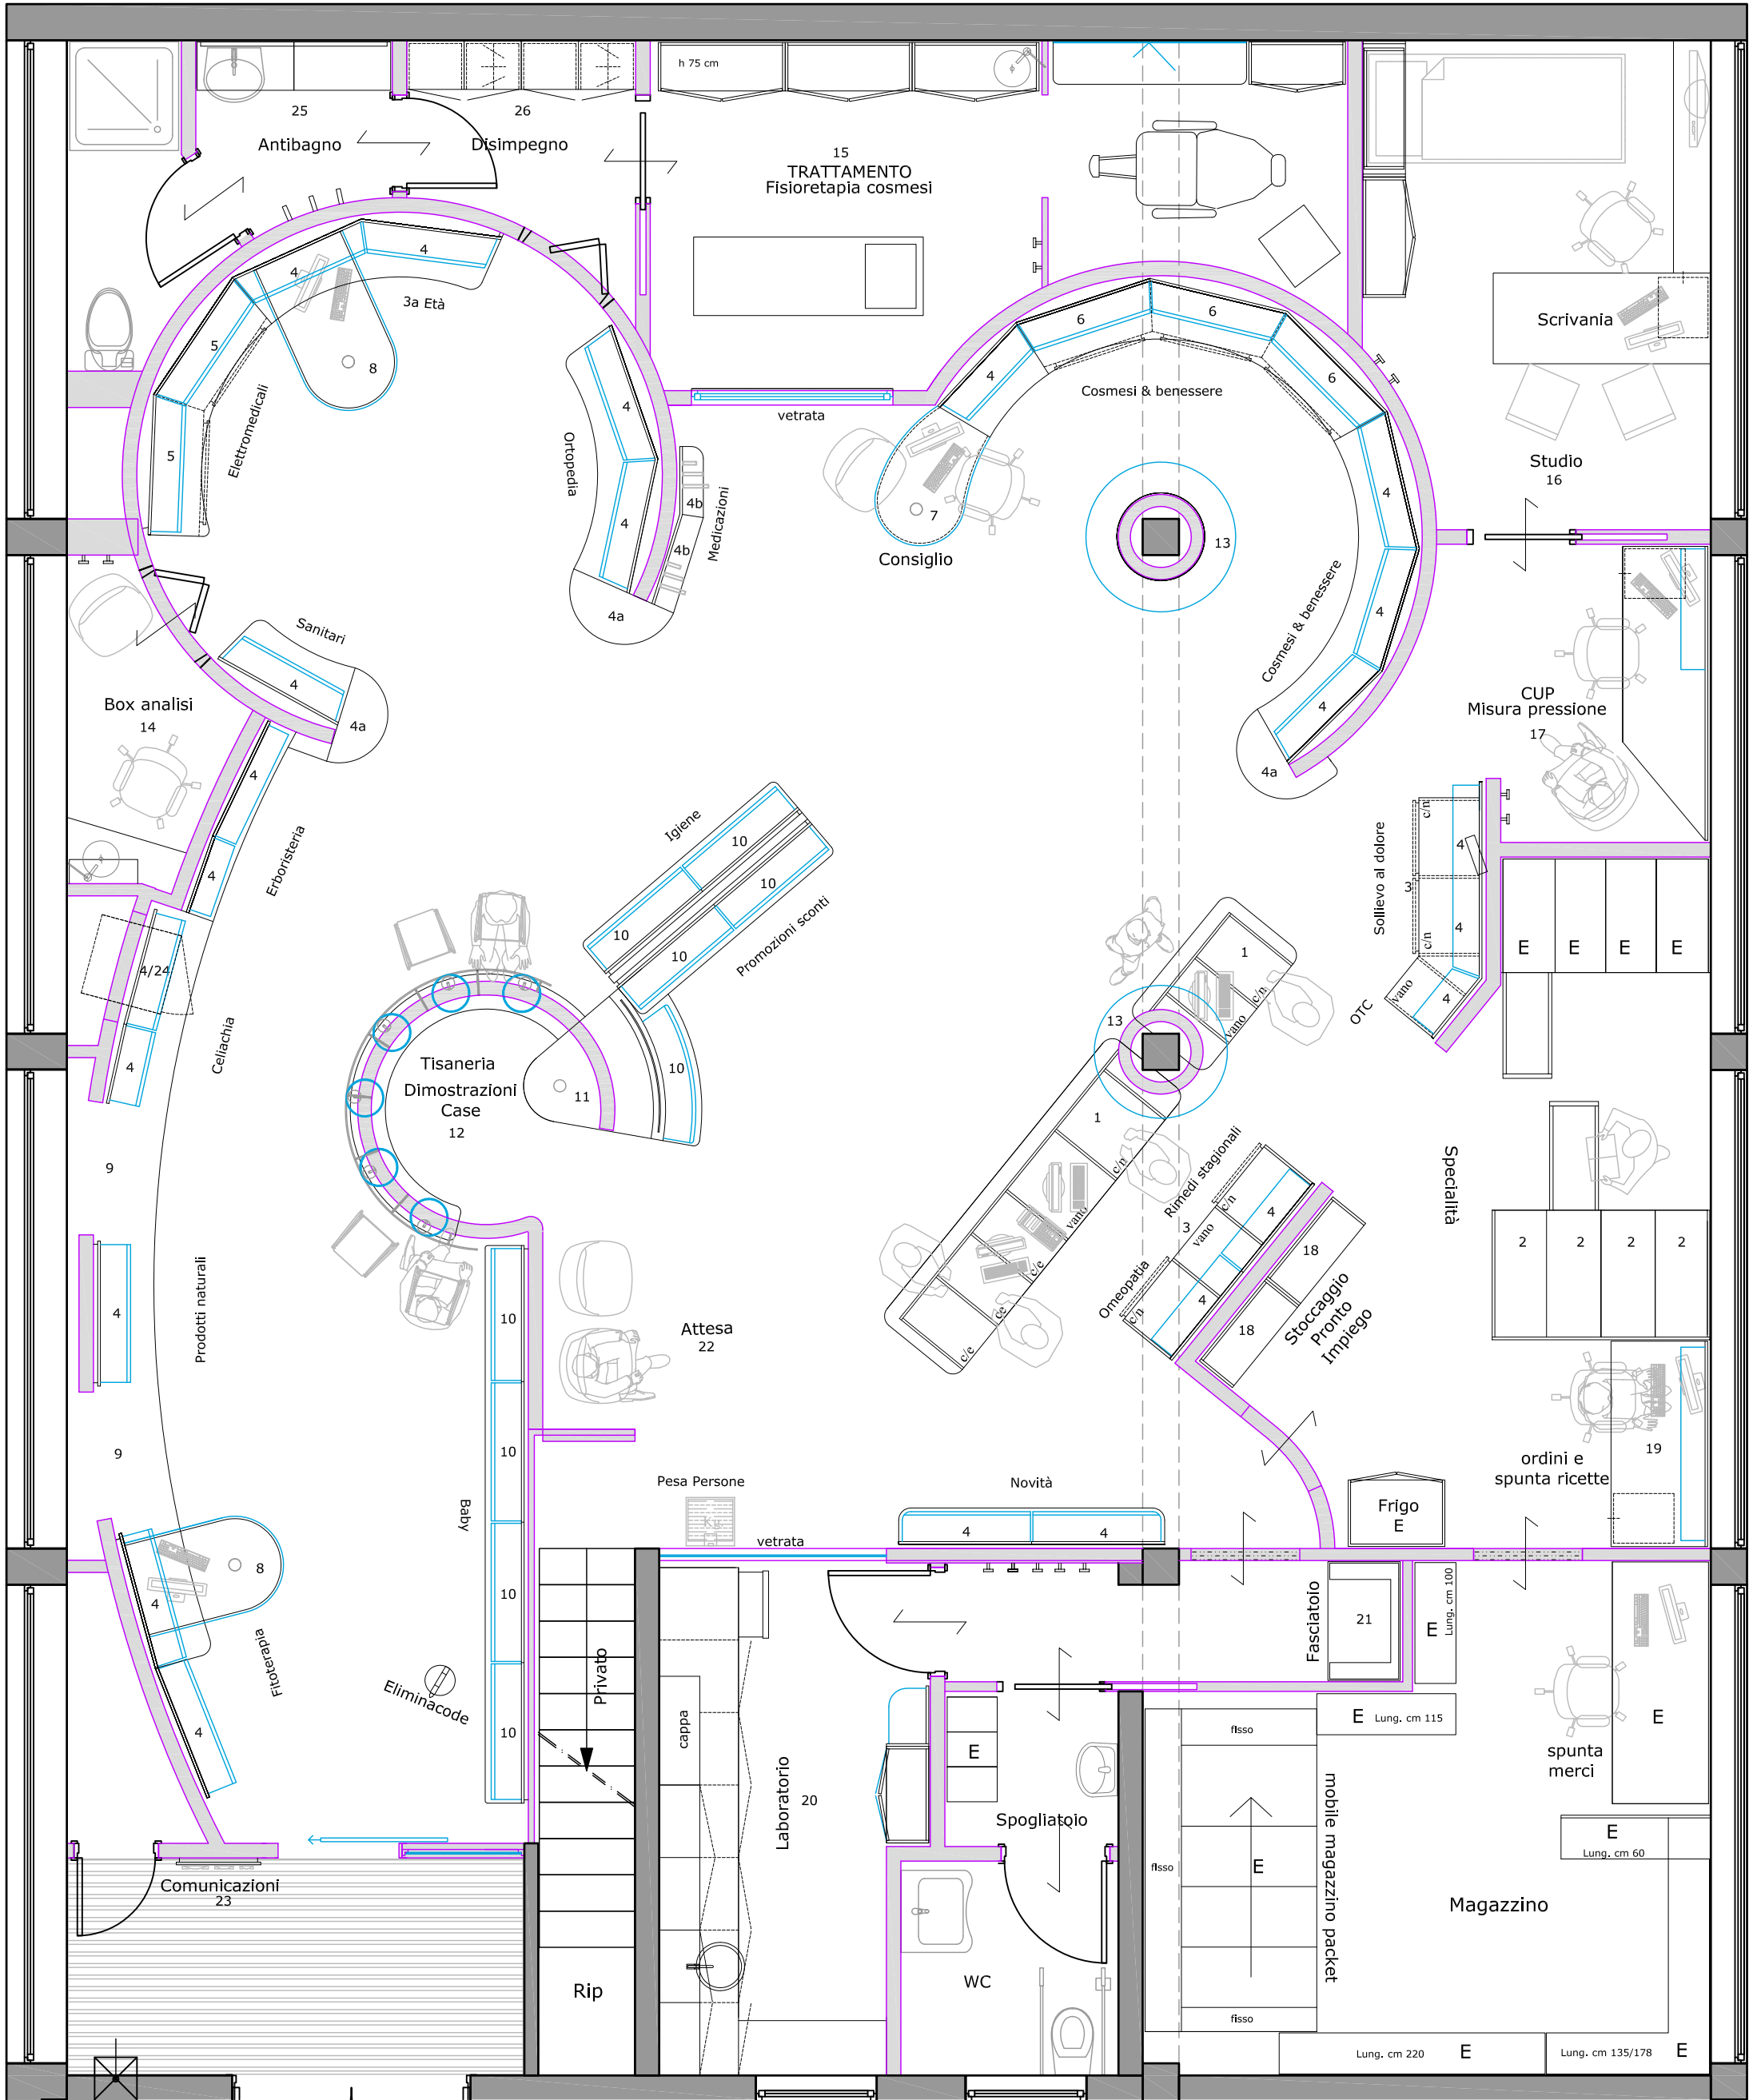 h 75 cm
25
Antibagno
26
Disimpegno
15
TRATTAMENTO
Fisioretapia cosmesi
4
4
3a Età
5
5
8
Elettromedicali
4
4
Ortopedia
4b
4b
Medicazioni
4a
vetrata
6
6
6
4
Cosmesi & benessere
7
Consiglio
13
4
4
4
Cosmesi & benessere
4a
Scrivania
Studio
16
Sanitari
4
4a
Box analisi
14
CUP
Misura pressione
17
4
4
Erboristeria
4/24
4
Celiachia
Igiene
10
10
10
10
Promozioni sconti
10
11
Tisaneria
Dimostrazioni
Case
12
Sollievo al dolore
c/n
4
3
4
c/n
vano
4
OTC
E
E
E
E
1
c/n
vano
13
1
c/n
vano
c/e
ce
c/e
Rimedi stagionali
c/n
4
3
vano
Omeopatia
4
c/n
18
18
Stoccaggio
Pronto
Impiego
Specialità
2
2
2
2
9
4
Prodotti naturali
9
10
10
10
10
Baby
Attesa
22
Pesa Persone
Kg
vetrata
Novità
4
4
ordini e
spunta ricette
19
Frigo
E
4
8
Fitoterapia
4
Eliminacode
Privato
Rip
cappa
Laboratorio
20
E
Spogliatoio
WC
Fasciatoio
21
E
Lung. cm 100
E
Lung. cm 115
fisso
fisso
E
fisso
mobile magazzino packet
spunta
merci
E
E
Lung. cm 60
Magazzino
Lung. cm 220
E
Lung. cm 135/178
E
Comunicazioni
23